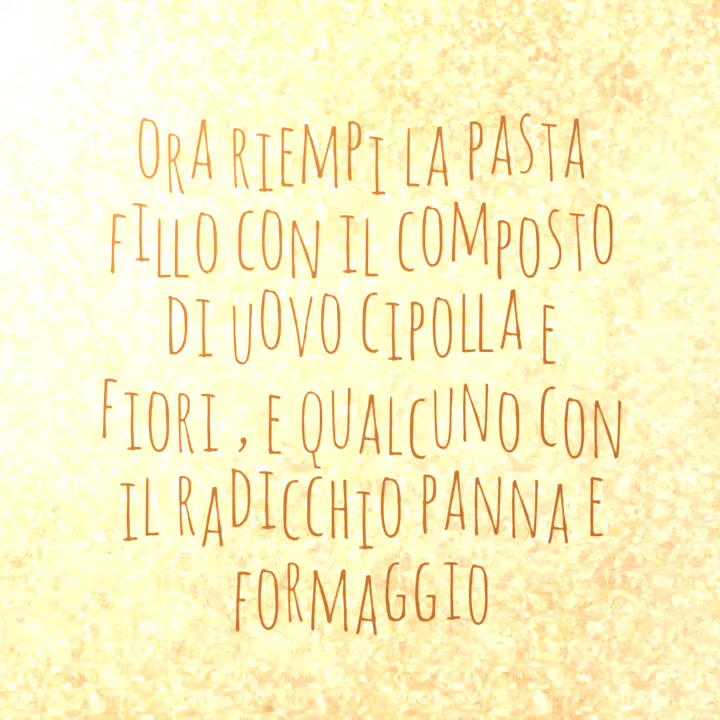 ORA RIEMPI LA PASTA
FILLO CON IL COMPOSTO
DI UOVO CIPOLLA E
FIORI , E QUALCUNO CON
IL RADICCHIO PANNA E
FORMAGGIO